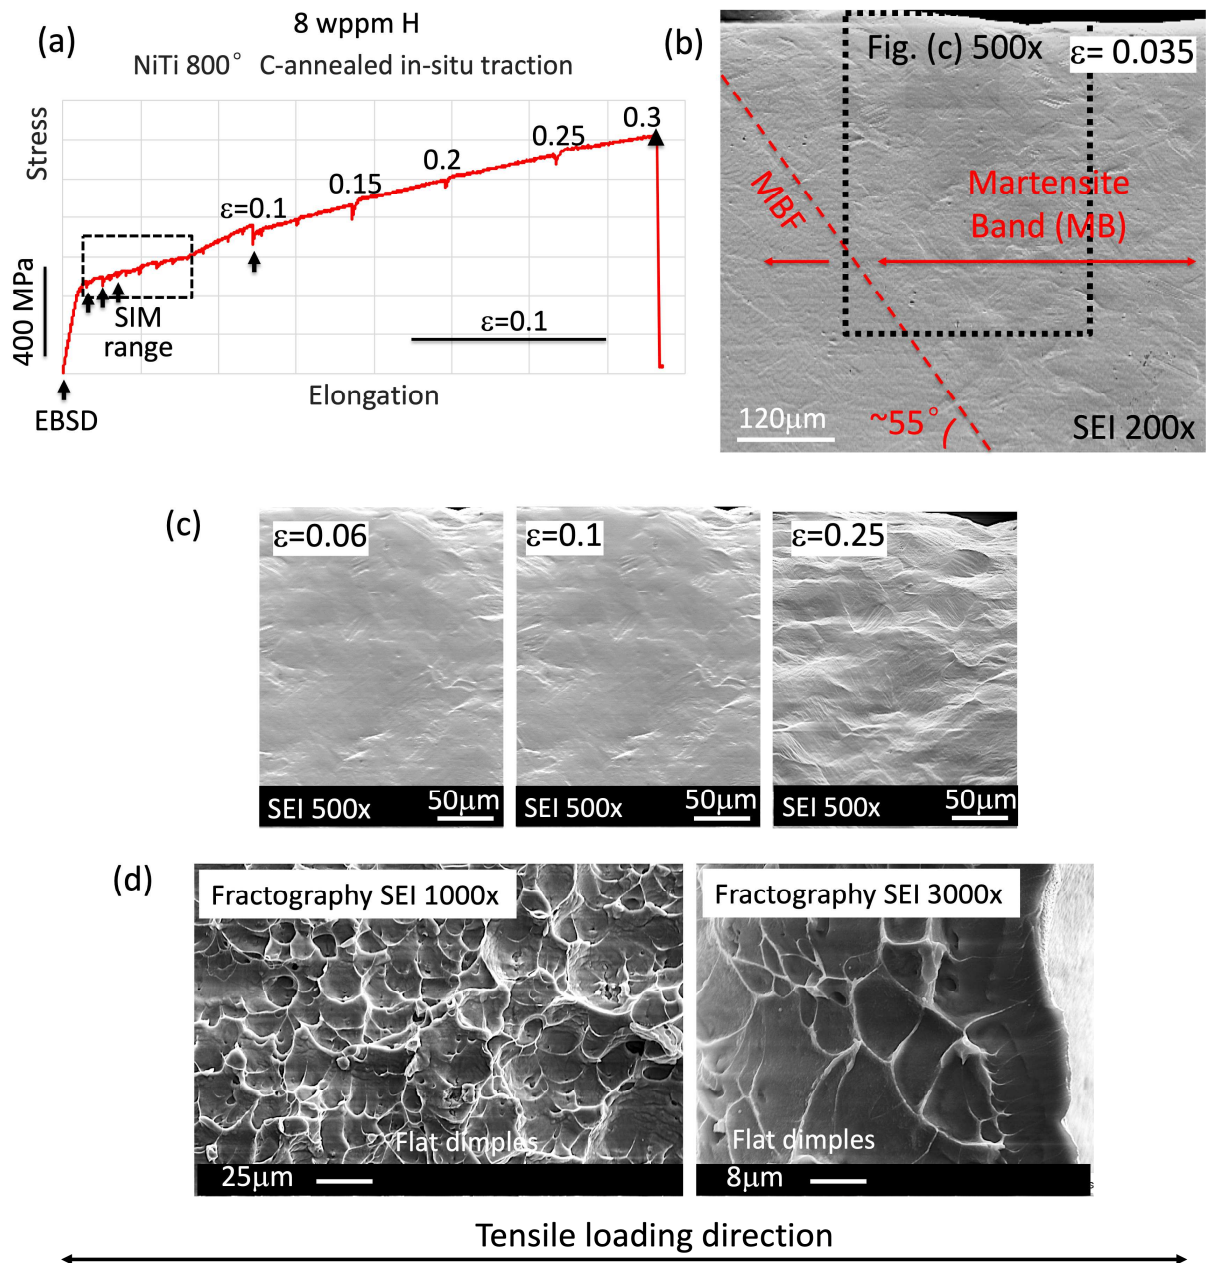 (a)
8 wppm H
NiTi 800° C-annealed in-situ traction
Stress
400 MPa
ε=0.1
0.15
0.2
0.25
0.3
SIM
range
ε=0.1
Elongation
EBSD
(b)
Fig. (c) 500x
ε= 0.035
MBF
Martensite
Band (MB)
~55°
120μm
SEI 200x
(c)
ε=0.06
SEI 500x
50μm
ε=0.1
SEI 500x
50μm
ε=0.25
SEI 500x
50μm
(d)
Fractography SEI 1000x
Flat dimples
25μm
Fractography SEI 3000x
Flat dimples
8μm
s
Tensile loading direction